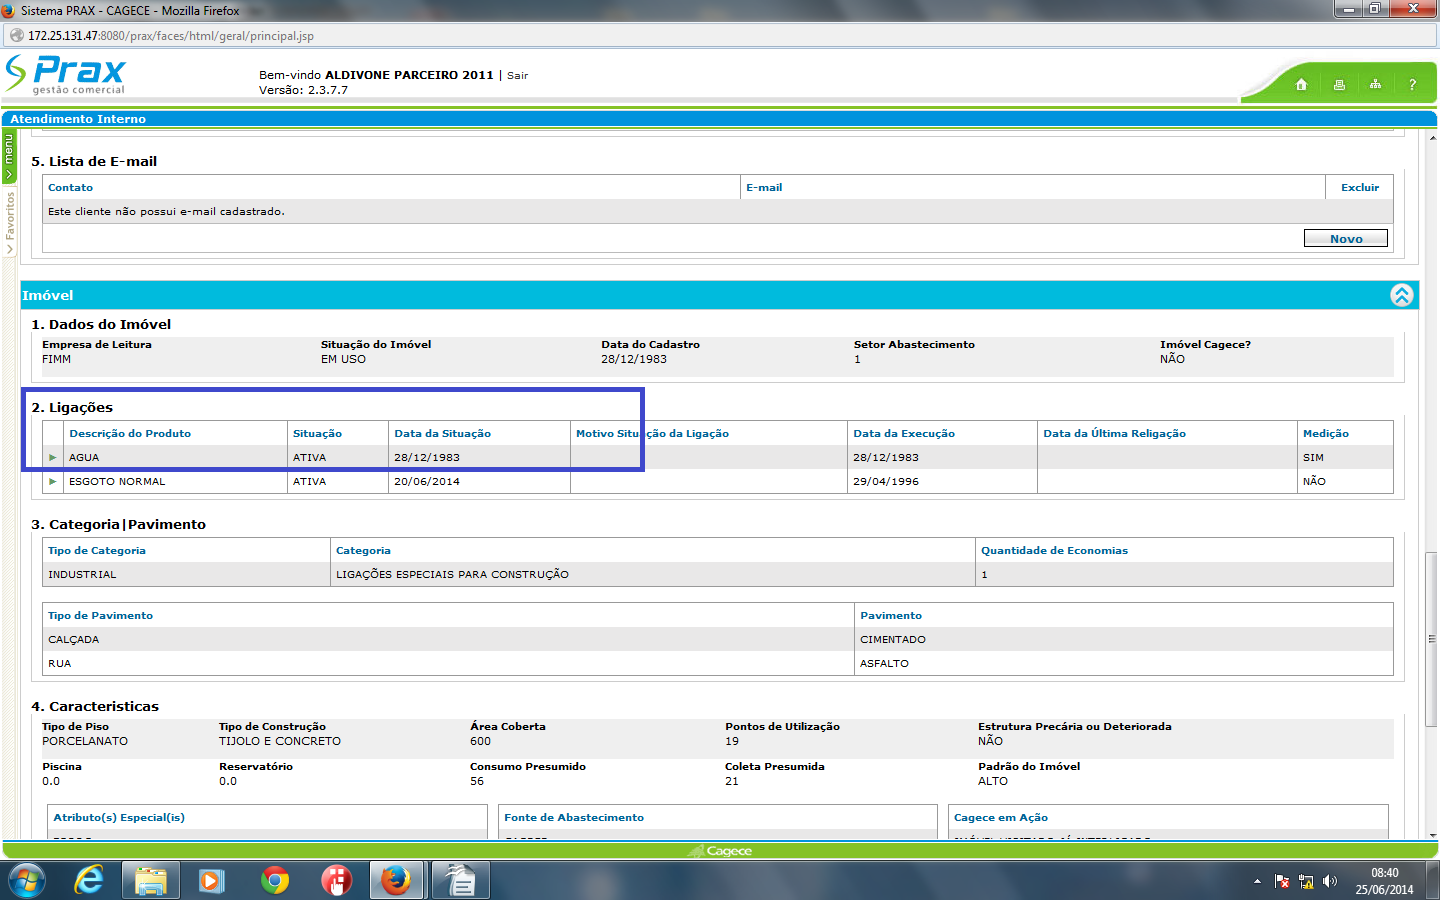 Sistema PRAX - CAGECE - Mozilla Firefox
172.25.131.47:8080/prax/faces/html/geral/principal.jsp
Prax
gestão comercial
Bem-vindo ALDIVONE PARCEIRO 2011 | Sair
Versão: 2.3.7.7
?
Atendimento Interno
menu
Favoritos
5. Lista de E-mail
Contato E-mail Excluir
Este cliente não possui e-mail cadastrado.
Novo
Imóvel
1. Dados do Imóvel
Empresa de Leitura Situação do Imóvel Data do Cadastro Setor Abastecimento Imóvel Cagece?
FIMM EM USO 28/12/1983 1 NÃO
2. Ligações
Descrição do Produto Situação Data da Situação Motivo Situação da Ligação Data da Execução Data da Última Religação Medição
AGUA ATIVA 28/12/1983 28/12/1983 SIM
ESGOTO NORMAL ATIVA 20/06/2014 29/04/1996 NÃO
3. Categoria|Pavimento
Tipo de Categoria Categoria Quantidade de Economias
INDUSTRIAL LIGAÇÕES ESPECIAIS PARA CONSTRUÇÃO 1
Tipo de Pavimento Pavimento
CALÇADA CIMENTADO
RUA ASFALTO
4. Caracteristicas
Tipo de Piso Tipo de Construção Área Coberta Pontos de Utilização Estrutura Precária ou Deteriorada
PORCELANATO TIJOLO E CONCRETO 600 19 NÃO
Piscina Reservatório Consumo Presumido Coleta Presumida Padrão do Imóvel
0.0 0.0 56 21 ALTO
Atributo(s) Especial(is) Fonte de Abastecimento Cagece em Ação
Cagece
08:40
25/06/2014